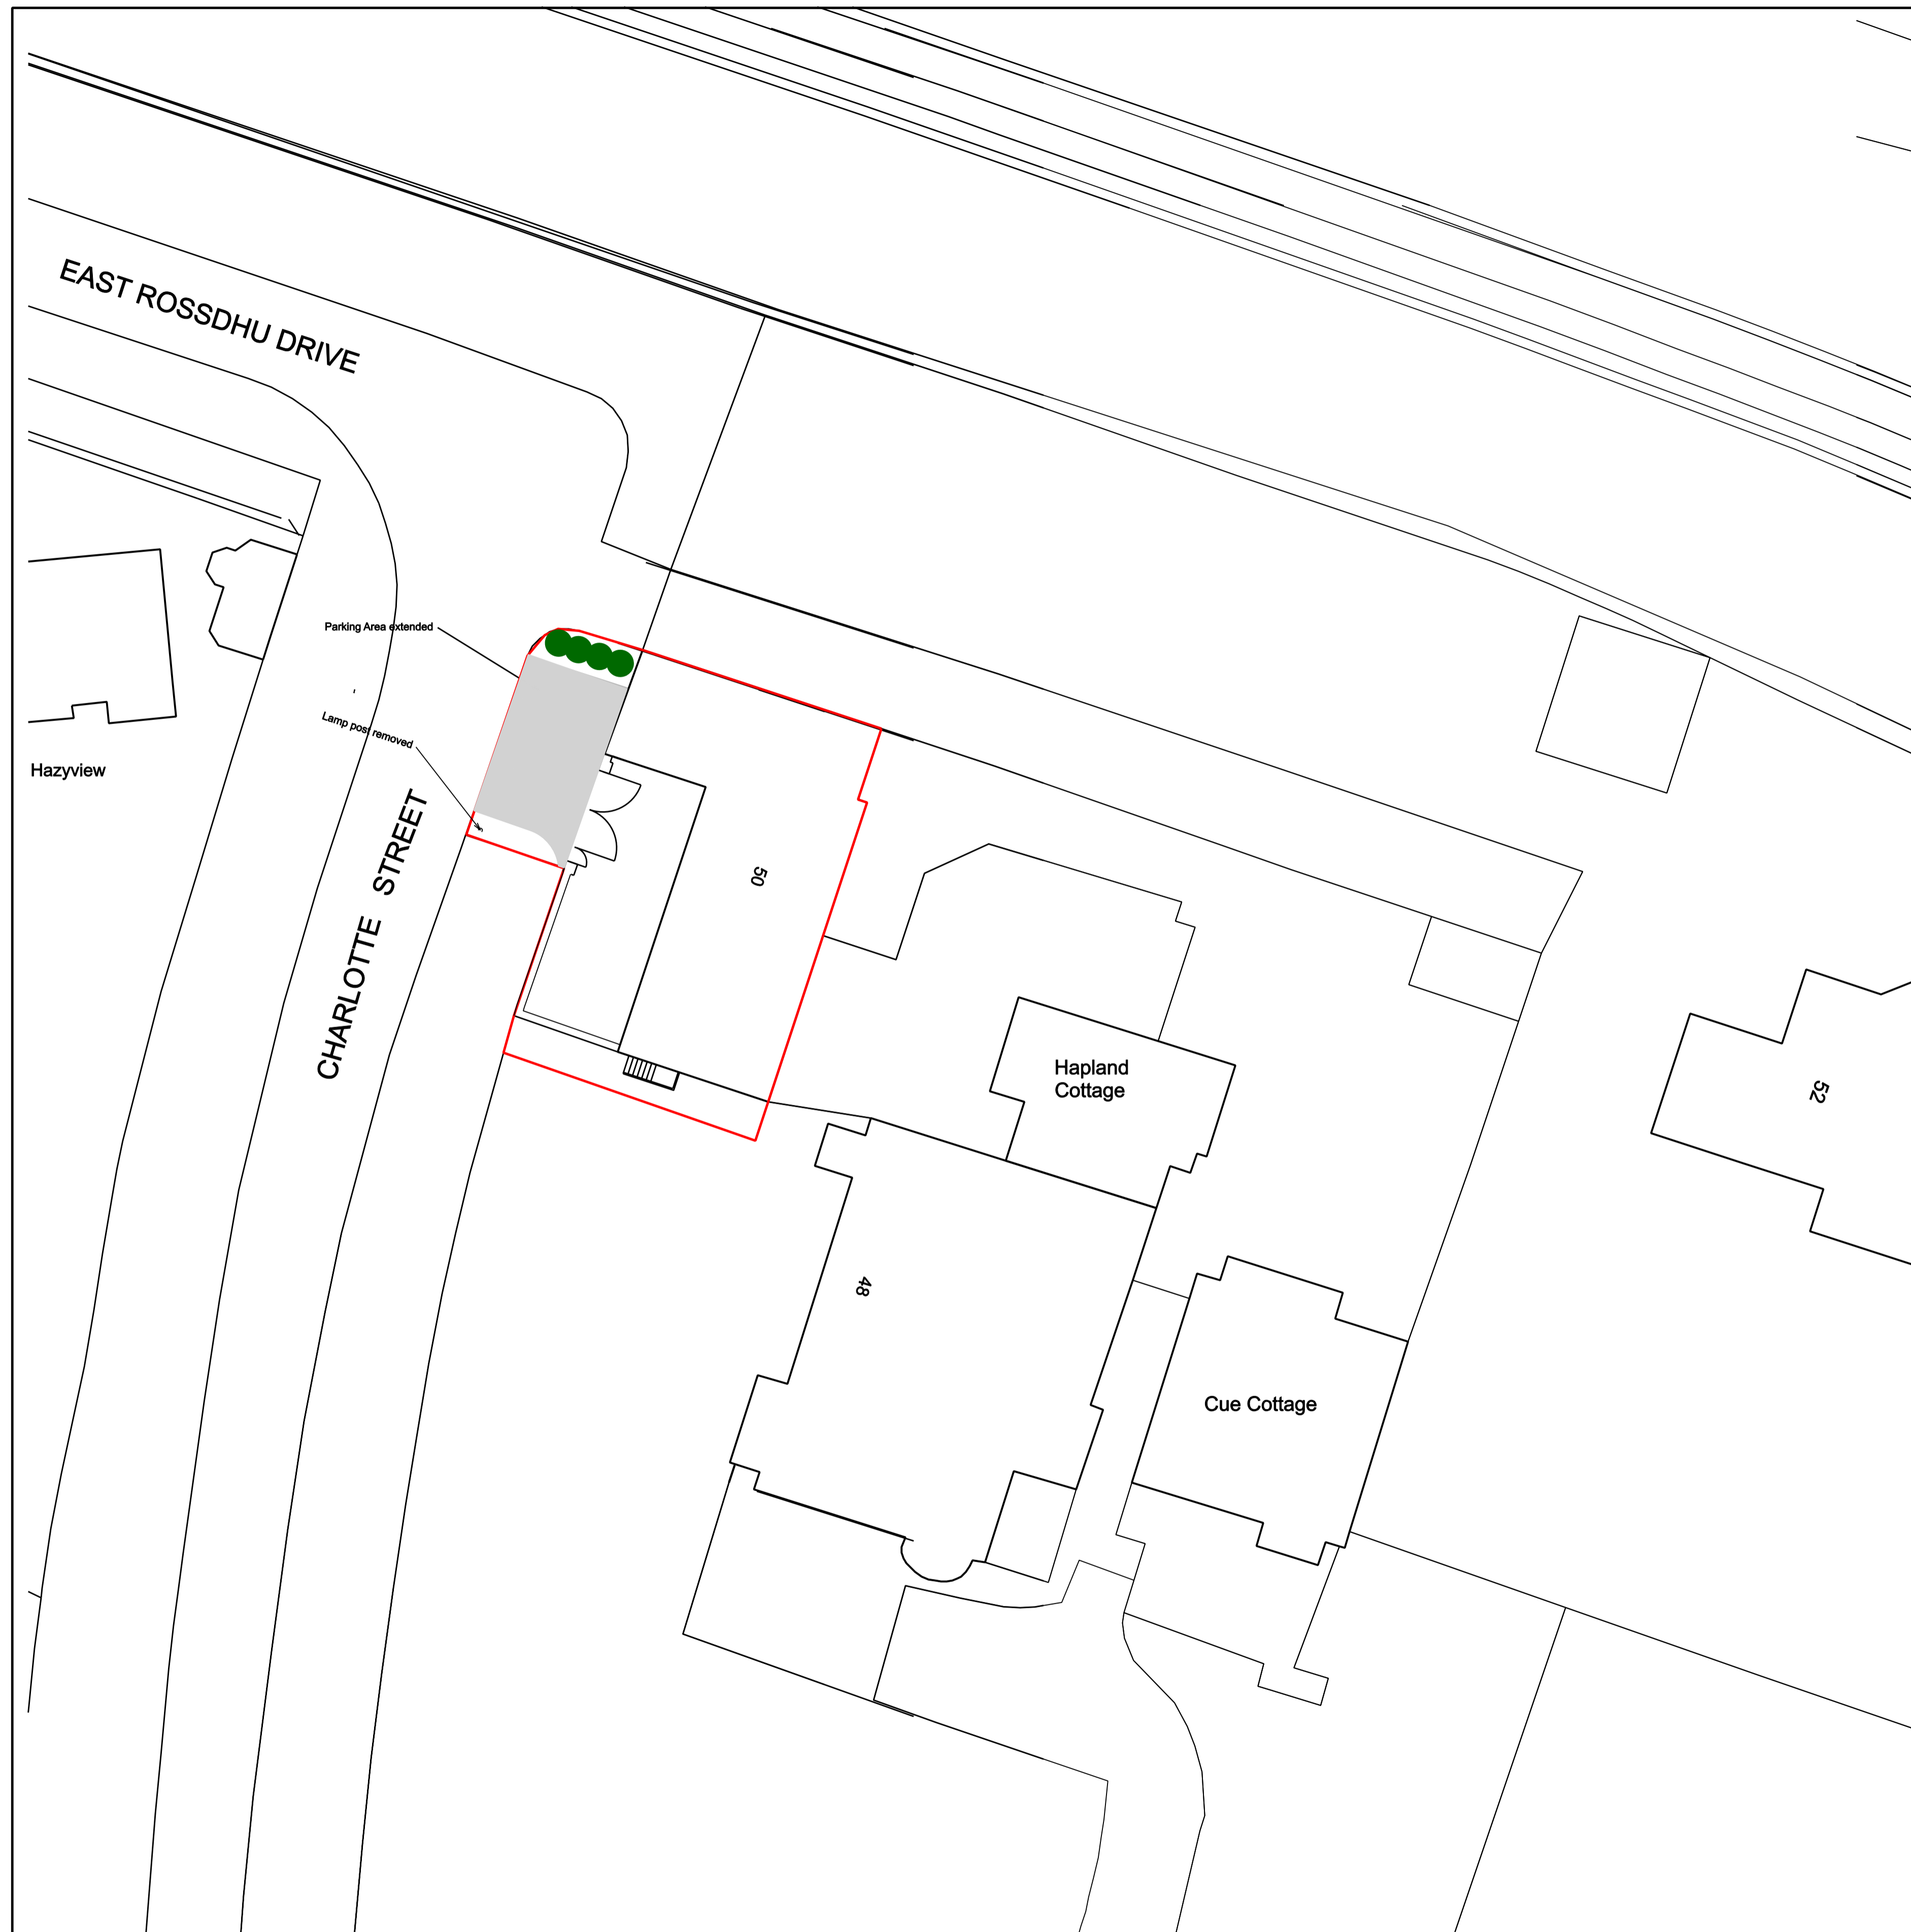 EAST ROSSDHU DRIVE
Parking Area extended
Lamp post removed
Hazyview
CHARLOTTE STREET
50
Hapland
Cottage
52
48
Cue Cottage